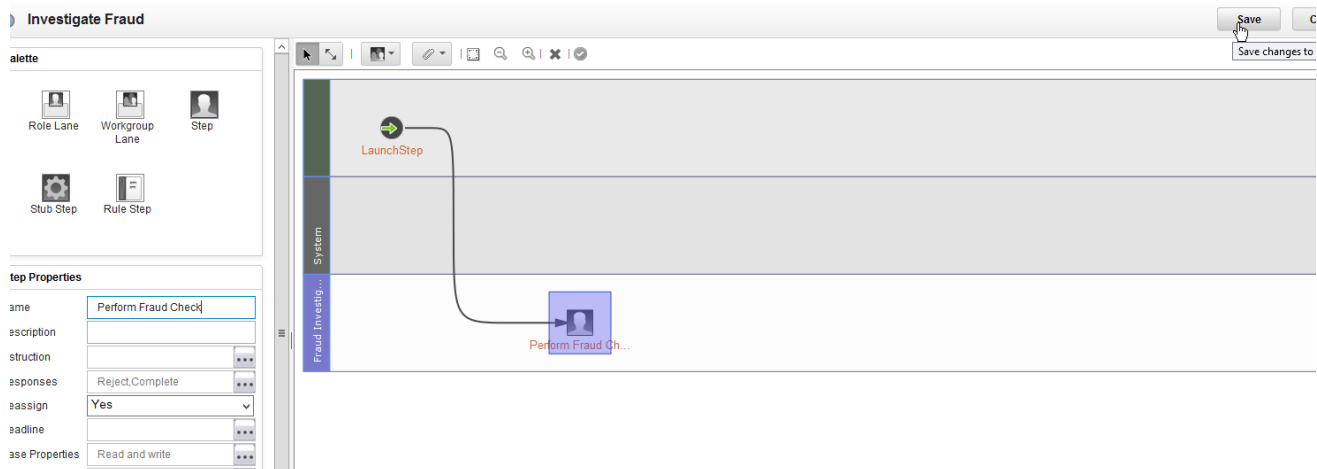 Investigate Fraud
Save
C
Save changes to
alette
Role Lane
Workgroup
Lane
Step
Stub Step
Rule Step
LaunchStep
System
Fraud Investig...
Perform Fraud Ch...
tep Properties
ame Perform Fraud Check
escription
struction
esponses Reject,Complete
eassign Yes
eadline
ase Properties Read and write